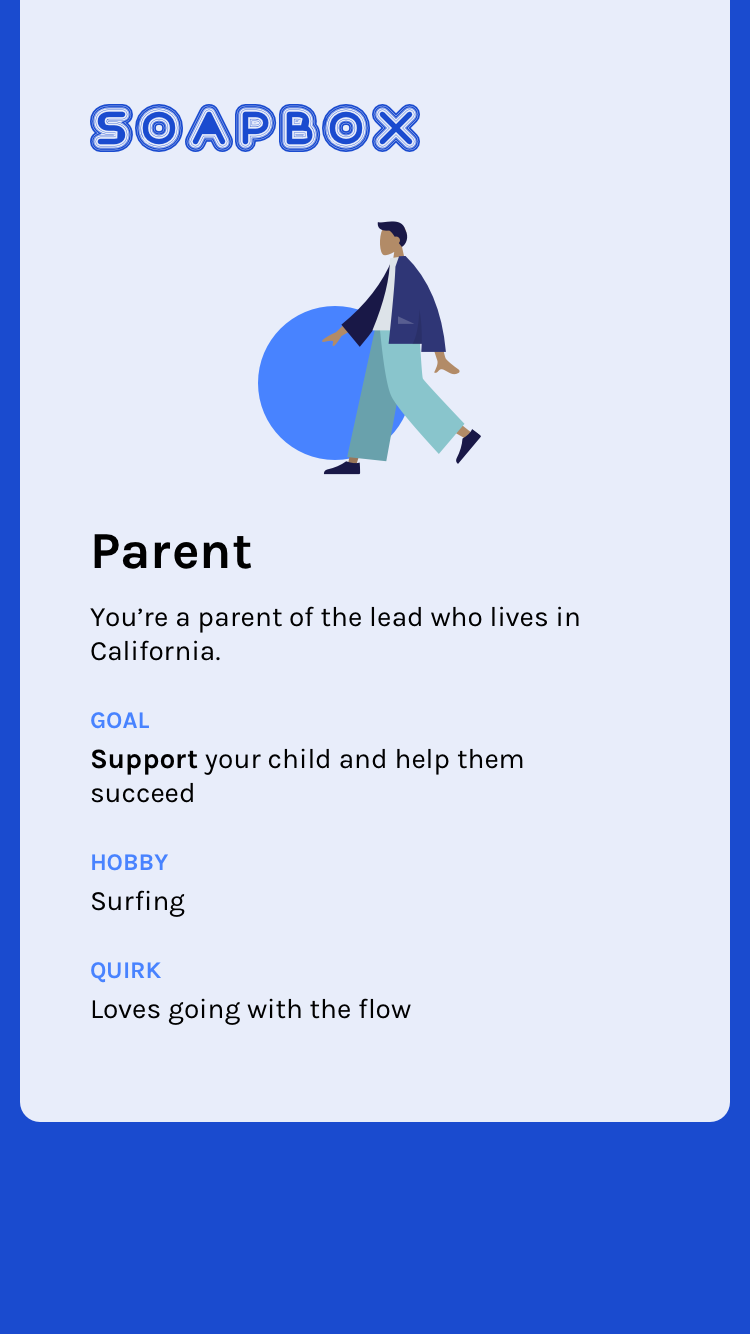 SOAPBOX
Parent
You’re a parent of the lead who lives in
California.
GOAL
Support your child and help them
succeed
HOBBY
Surfing
QUIRK
Loves going with the flow